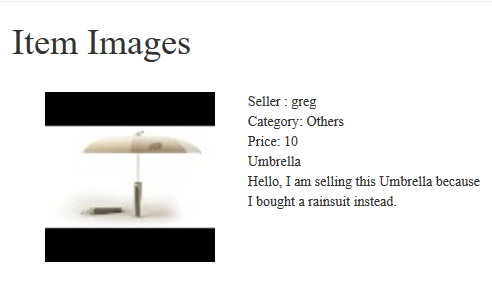 Item Images
Seller : greg
Category: Others
Price: 10
Umbrella
Hello, I am selling this Umbrella because
I bought a rainsuit instead.